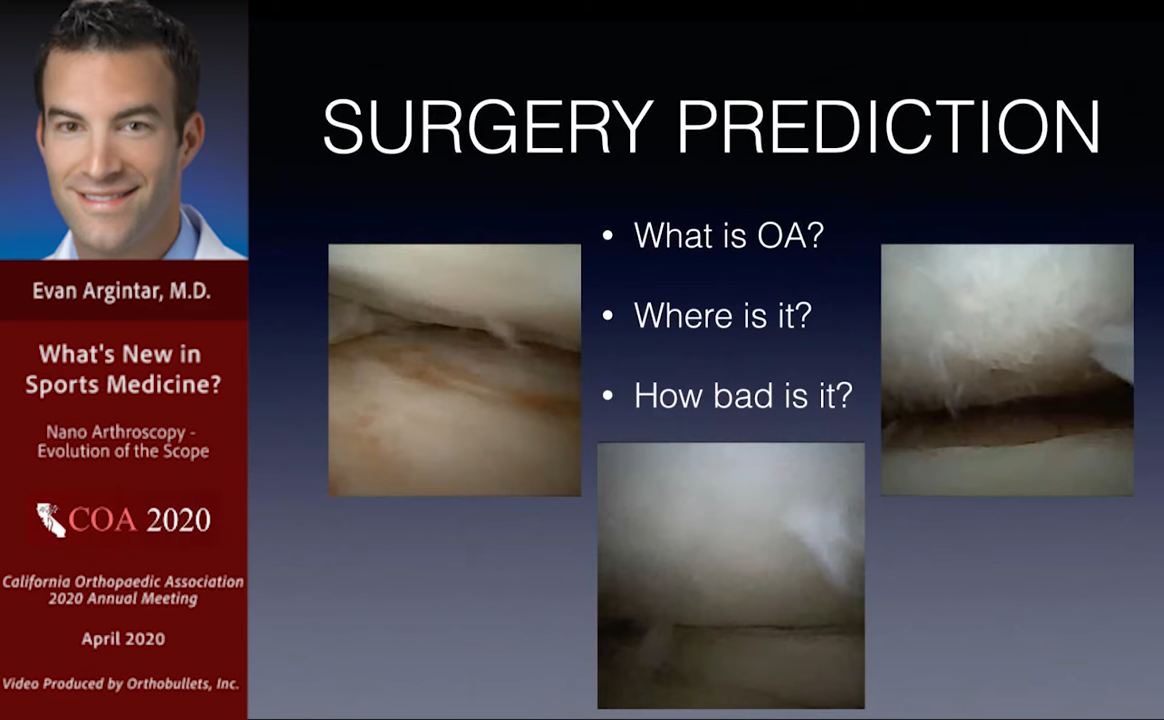 Evan Argintar, M.D.
What's New in
Sports Medicine?
Nano Arthroscopy -
Evolution of the Scope
COA 2020
California Orthopaedic Association
2020 Annual Meeting
April 2020
Video Produced by Orthobullets, Inc.
SURGERY PREDICTION
• What is OA?
• Where is it?
• How bad is it?